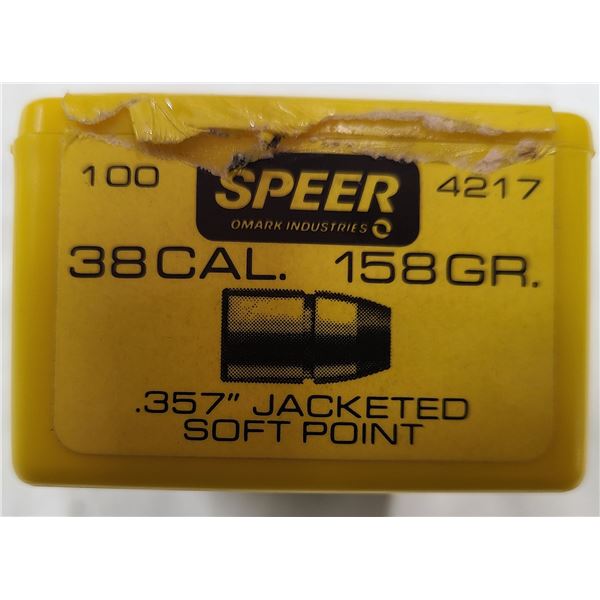 100 SPEER 4217
OMARK INDUSTRIES
38 CAL. 158 GR.
.357" JACKETED
SOFT POINT